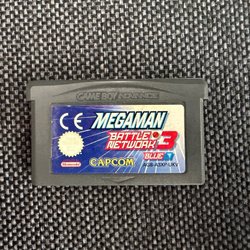 GAME BOY ADVANCE
CE MEGAMAN
BATTLE
NETWORK 3
BLUE
Nintendo
CAPCOM